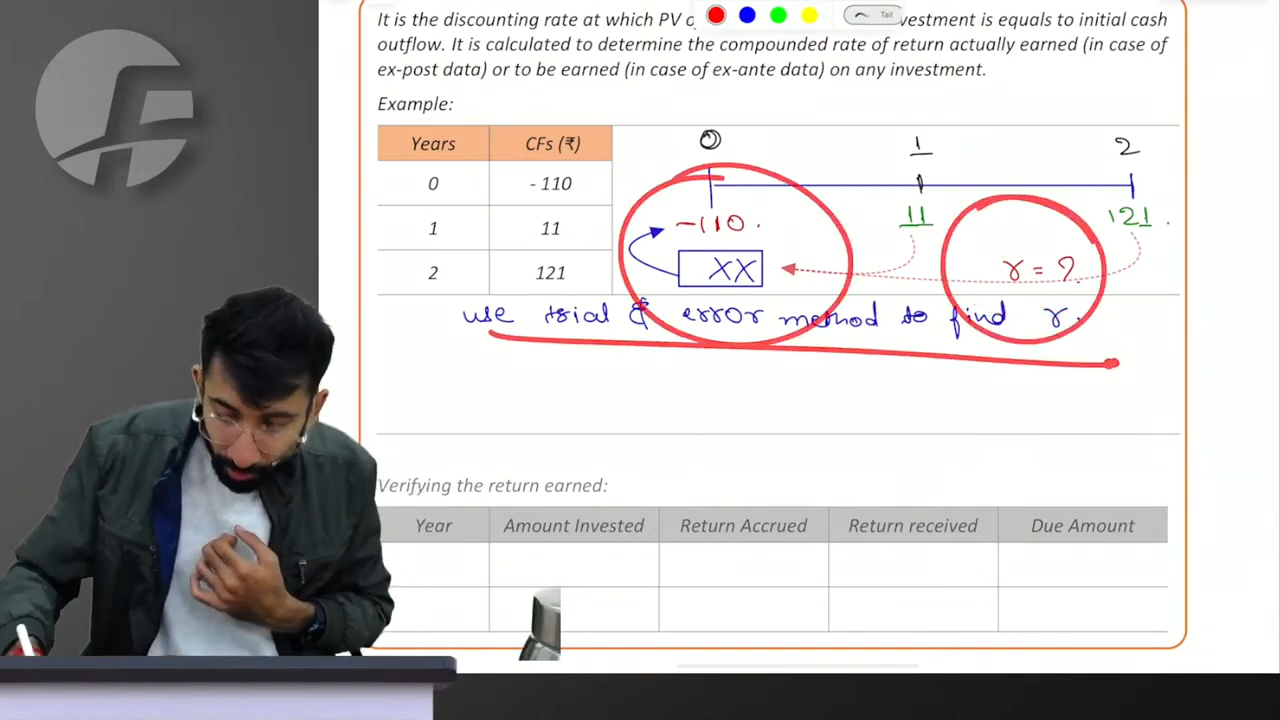 It is the discounting rate at which PV o vestment is equals to initial cash
Tail
outflow. It is calculated to determine the compounded rate of return actually earned (in case of
ex-post data) or to be earned (in case of ex-ante data) on any investment.
Example:
Years CFs (₹)
0 - 110
1 11
2 121
0 1 2
-110. 11 121.
XX r = ?
use trial & error method to find r.
Verifying the return earned:
Year Amount Invested Return Accrued Return received Due Amount